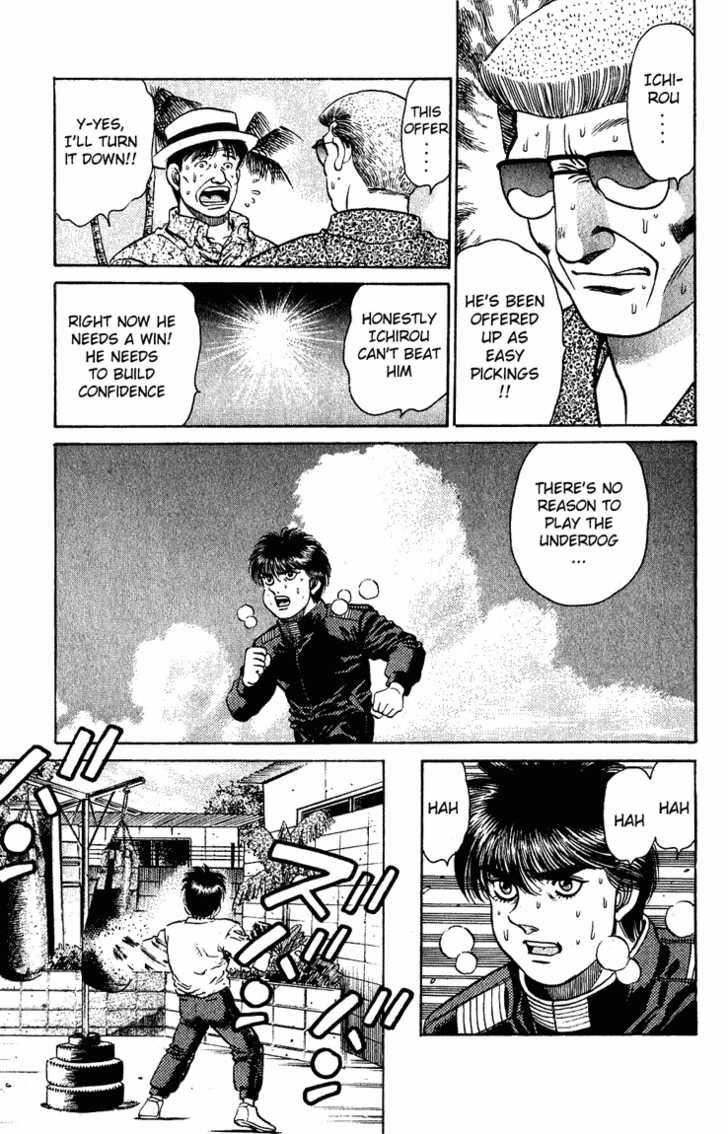 ICHI-
ROU
....
HE'S BEEN
OFFERED
UP AS
EASY
PICKINGS
!!
THIS
OFFER
....
Y-YES,
I'LL TURN
IT DOWN!!
HONESTLY
ICHIROU
CAN'T BEAT
HIM
RIGHT NOW HE
NEEDS A WIN!
HE NEEDS
TO BUILD
CONFIDENCE
THERE'S NO
REASON TO
PLAY THE
UNDERDOG
...
HAH
HAH
HAH